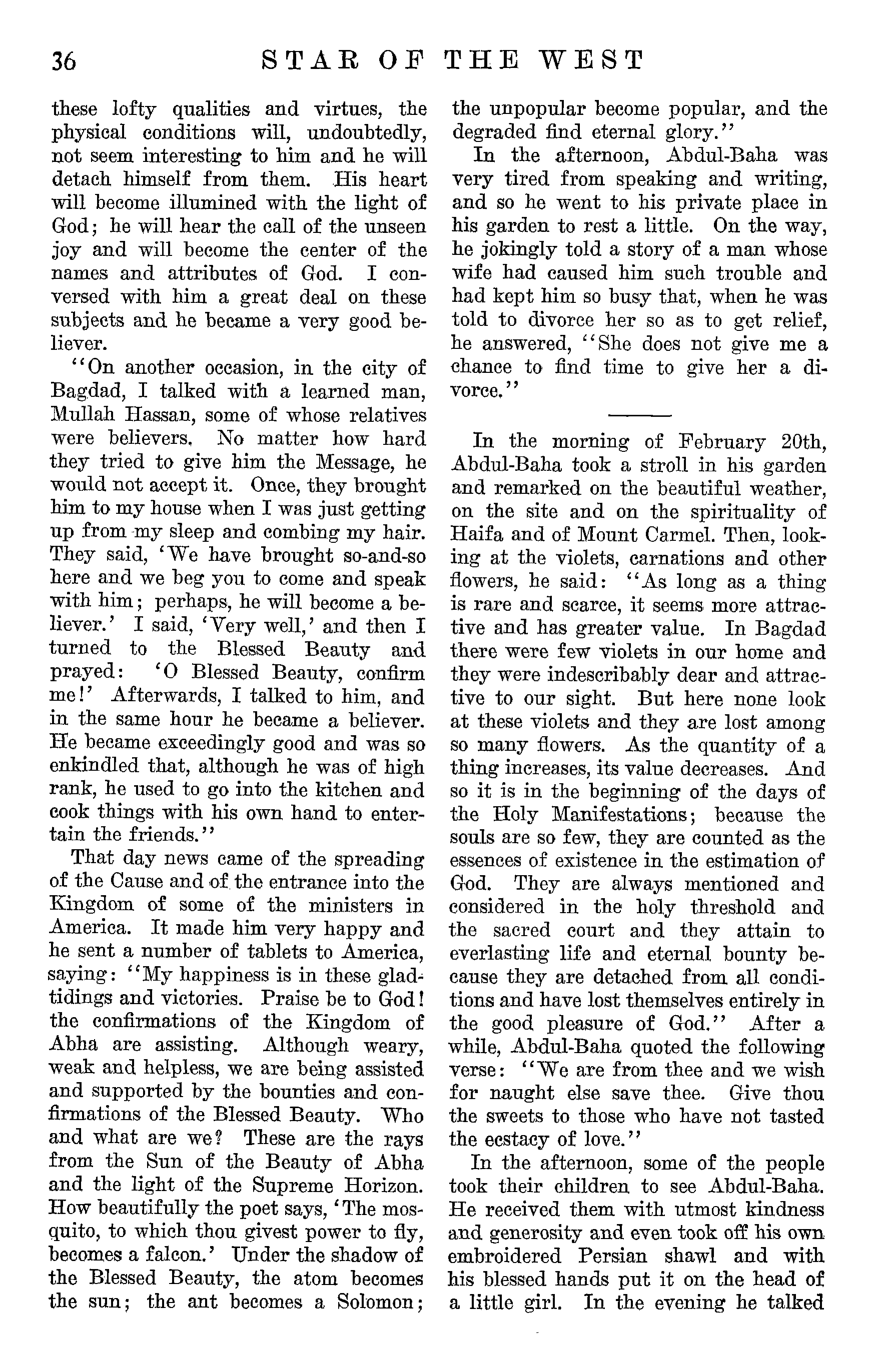 36 STAR OF THE WEST
these lofty qualities and virtues, the
physical conditions will, undoubtedly,
not seem interesting to him and he will
detach himself from them. His heart
will become illumined with the light of
God; he will hear the call of the unseen
joy and will become the center of the
names and attributes of God. I con-
versed with him a great deal on these
subjects and he became a very good be-
liever.
"On another occasion, in the city of
Bagdad, I talked with a learned man,
Mullah Hassan, some of whose relatives
were believers. No matter how hard
they tried to give him the Message, he
would not accept it. Once, they brought
him to my house when I was just getting
up from my sleep and combing my hair.
They said, 'We have brought so-and-so
here and we beg you to come and speak
with him; perhaps, he will become a be-
liever.' I said, 'Very well,' and then I
turned to the Blessed Beauty and
prayed: 'O Blessed Beauty, confirm
me!' Afterwards, I talked to him, and
in the same hour he became a believer.
He became exceedingly good and was so
enkindled that, although he was of high
rank, he used to go into the kitchen and
cook things with his own hand to enter-
tain the friends."
That day news came of the spreading
of the Cause and of the entrance into the
Kingdom of some of the ministers in
America. It made him very happy and
he sent a number of tablets to America,
saying: "My happiness is in these glad-
tidings and victories. Praise be to God!
the confirmations of the Kingdom of
Abha are assisting. Although weary,
weak and helpless, we are being assisted
and supported by the bounties and con-
firmations of the Blessed Beauty. Who
and what are we? These are the rays
from the Sun of the Beauty of Abha
and the light of the Supreme Horizon.
How beautifully the poet says, 'The mos-
quito, to which thou givest power to fly,
becomes a falcon.' Under the shadow of
the Blessed Beauty, the atom becomes
the sun; the ant becomes a Solomon;
the unpopular become popular, and the
degraded find eternal glory."
In the afternoon, Abdul-Baha was
very tired from speaking and writing,
and so he went to his private place in
his garden to rest a little. On the way,
he jokingly told a story of a man whose
wife had caused him such trouble and
had kept him so busy that, when he was
told to divorce her so as to get relief,
he answered, "She does not give me a
chance to find time to give her a di-
vorce."
In the morning of February 20th,
Abdul-Baha took a stroll in his garden
and remarked on the beautiful weather,
on the site and on the spirituality of
Haifa and of Mount Carmel. Then, look-
ing at the violets, carnations and other
flowers, he said: "As long as a thing
is rare and scarce, it seems more attrac-
tive and has greater value. In Bagdad
there were few violets in our home and
they were indescribably dear and attrac-
tive to our sight. But here none look
at these violets and they are lost among
so many flowers. As the quantity of a
thing increases, its value decreases. And
so it is in the beginning of the days of
the Holy Manifestations; because the
souls are so few, they are counted as the
essences of existence in the estimation of
God. They are always mentioned and
considered in the holy threshold and
the sacred court and they attain to
everlasting life and eternal bounty be-
cause they are detached from all condi-
tions and have lost themselves entirely in
the good pleasure of God." After a
while, Abdul-Baha quoted the following
verse: "We are from thee and we wish
for naught else save thee. Give thou
the sweets to those who have not tasted
the ecstacy of love."
In the afternoon, some of the people
took their children to see Abdul-Baha.
He received them with utmost kindness
and generosity and even took off his own
embroidered Persian shawl and with
his blessed hands put it on the head of
a little girl. In the evening he talked